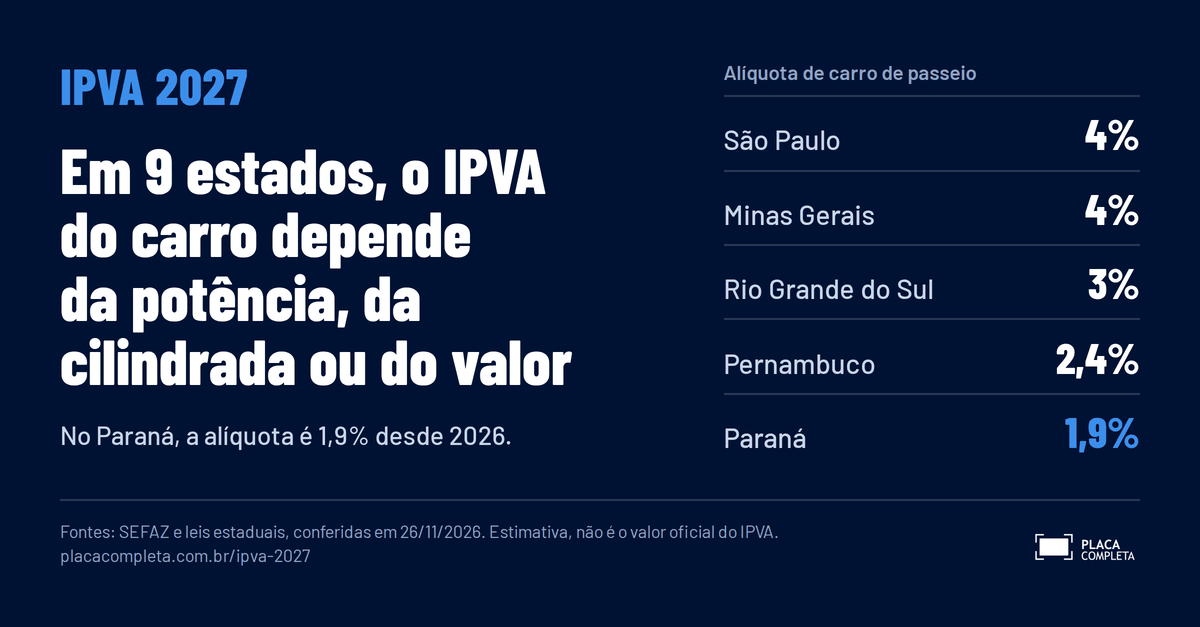 IPVA 2027
Em 9 estados, o IPVA
do carro depende
da potência, da
cilindrada ou do valor
No Paraná, a alíquota é 1,9% desde 2026.
Alíquota de carro de passeio
São Paulo 4%
Minas Gerais 4%
Rio Grande do Sul 3%
Pernambuco 2,4%
Paraná 1,9%
Fontes: SEFAZ e leis estaduais, conferidas em 26/11/2026. Estimativa, não é o valor oficial do IPVA.
placacompleta.com.br/ipva-2027
PLACA
COMPLETA